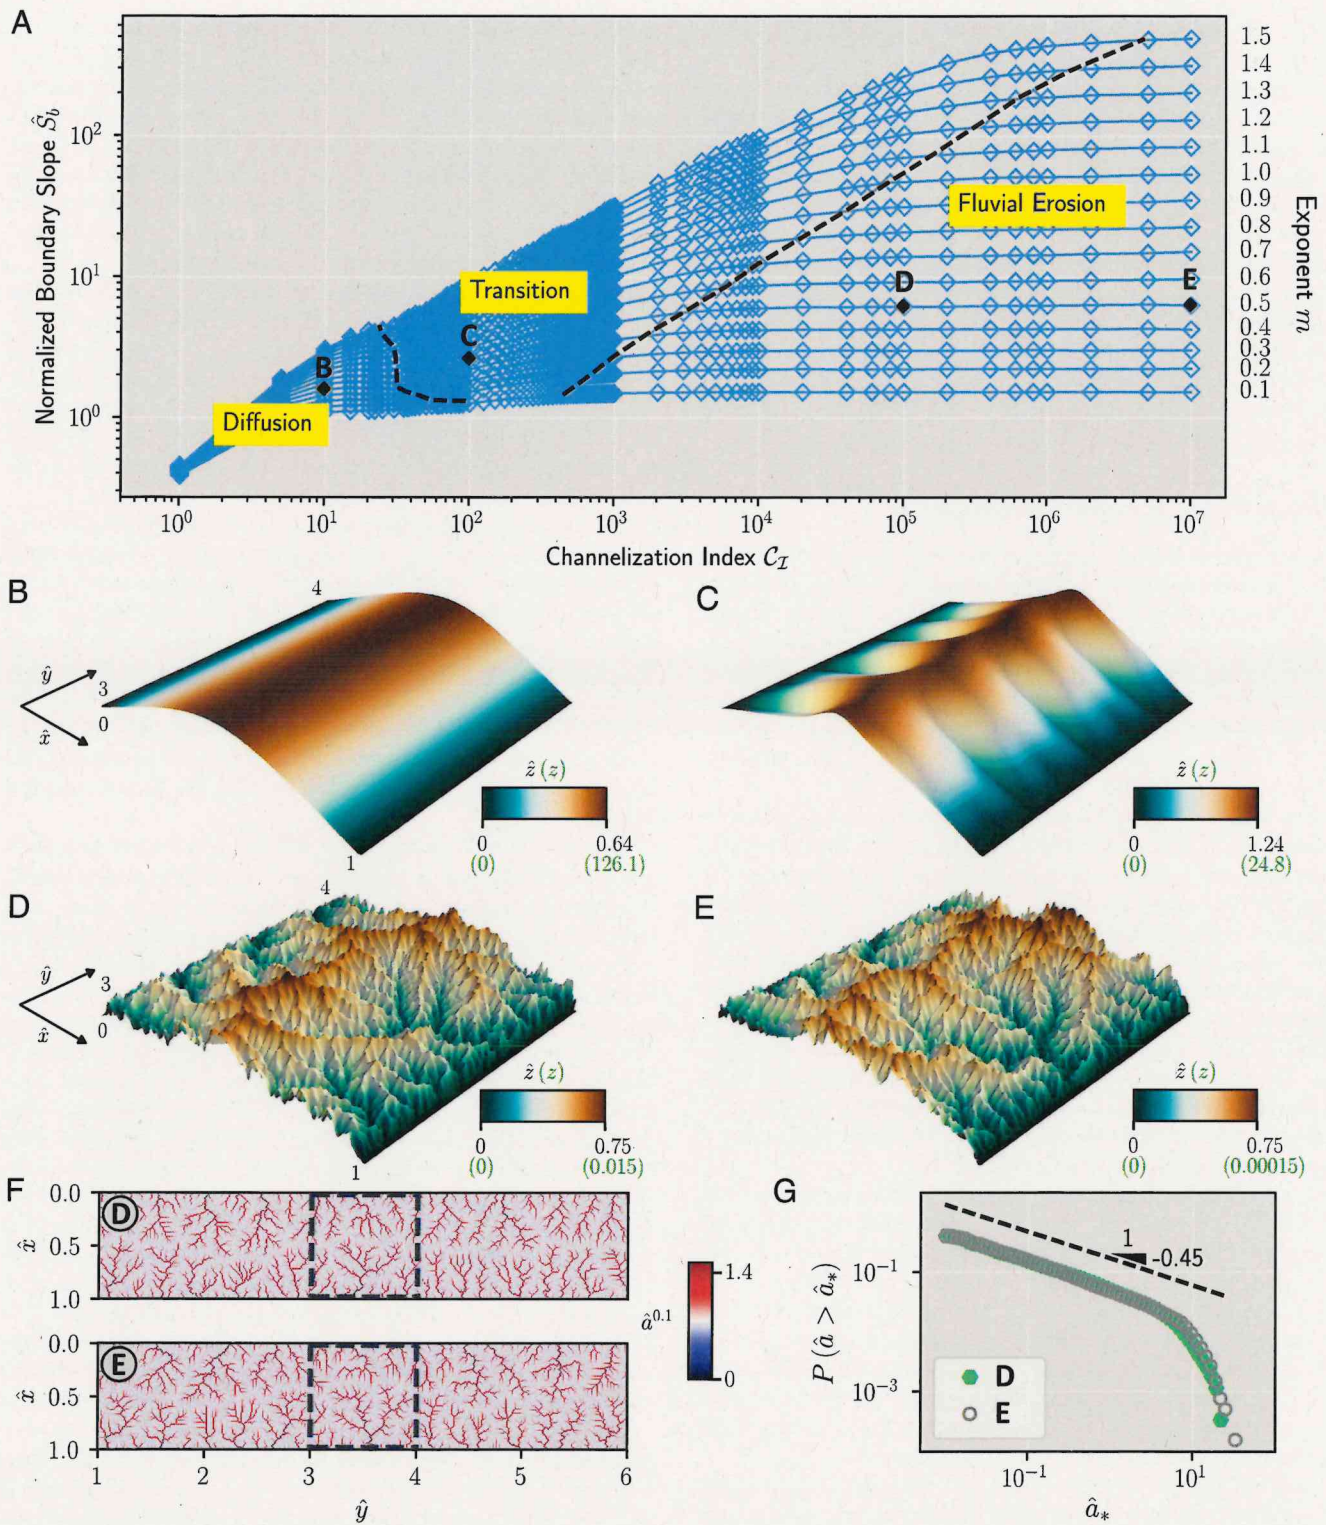 A
Normalized Boundary Slope Ŝ_b
10²
10¹
10⁰
10⁰ 10¹ 10² 10³ 10⁴ 10⁵ 10⁶ 10⁷
Channelization Index 𝒞_ℐ
1.5
1.4
1.3
1.2
1.1
1.0
0.9
0.8
0.7
0.6
0.5
0.4
0.3
0.2
0.1
Exponent m
Fluvial Erosion
Transition
Diffusion
B
C
D
E
B
4
ŷ
3
0
x̂
1
ẑ (z)
0 0.64
(0) (126.1)
C
ẑ (z)
0 1.24
(0) (24.8)
D
4
ŷ
3
0
x̂
1
ẑ (z)
0 0.75
(0) (0.015)
E
ẑ (z)
0 0.75
(0) (0.00015)
F
x̂
0.0
0.5
1.0
D
x̂
0.0
0.5
1.0
E
1 2 3 4 5 6
ŷ
â^0.1
1.4
0
G
P (â > â_*)
10⁻¹
10⁻³
1
-0.45
D
E
10⁻¹ 10¹
â_*